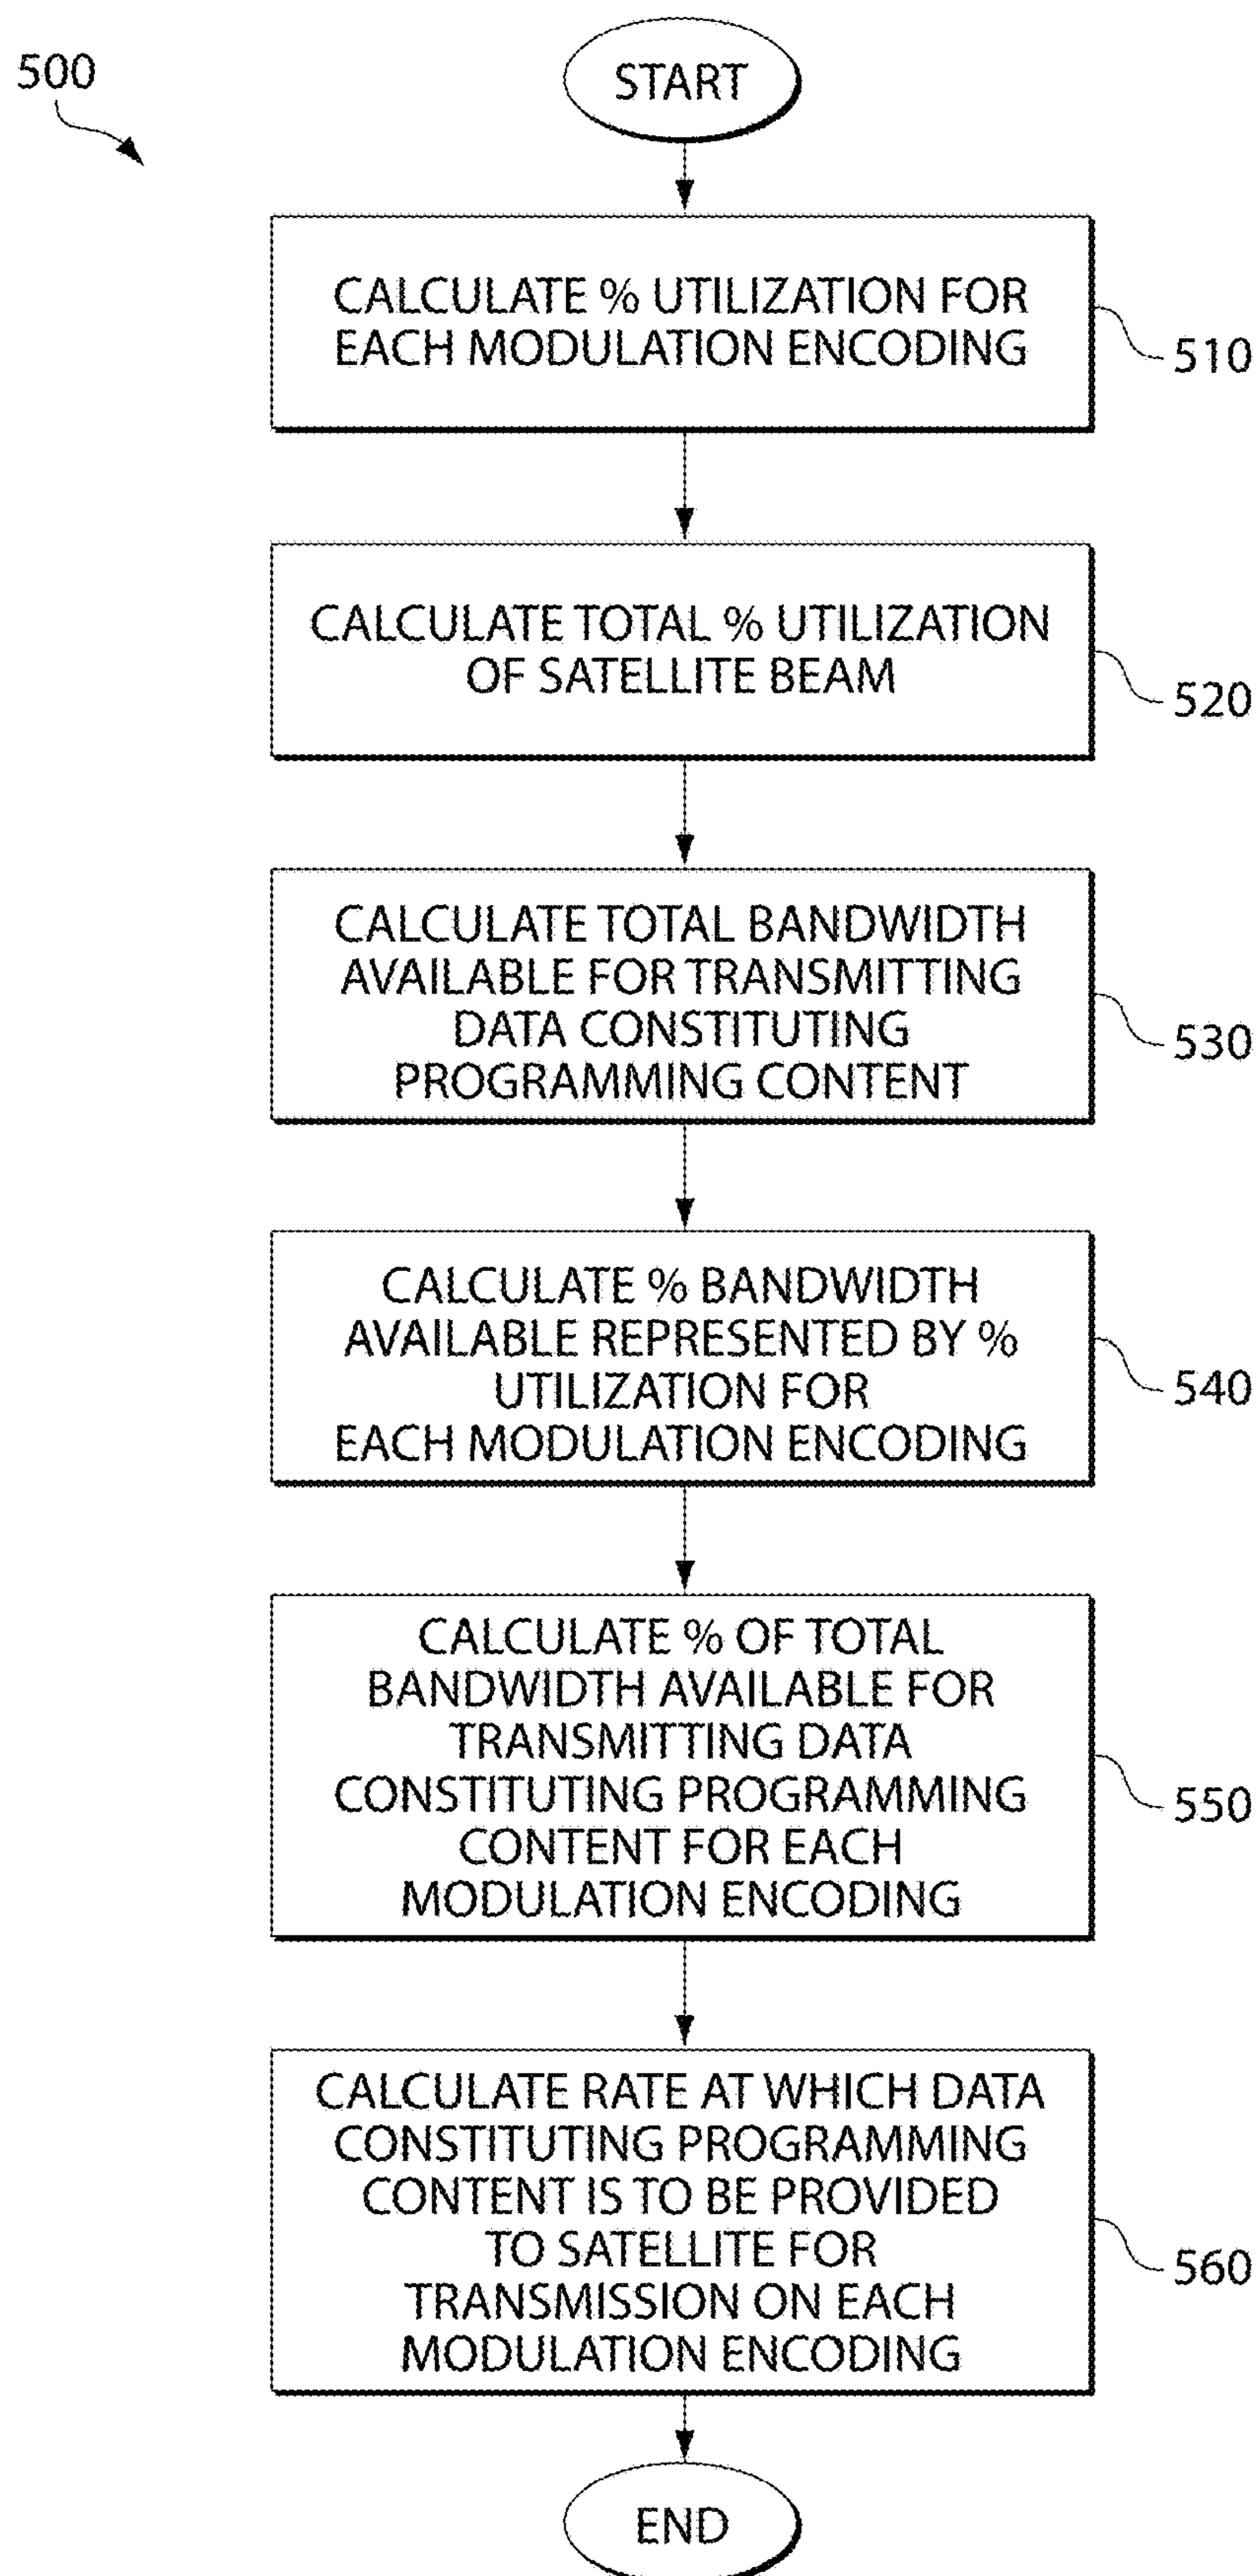 500
START
CALCULATE % UTILIZATION FOR
EACH MODULATION ENCODING
510
CALCULATE TOTAL % UTILIZATION
OF SATELLITE BEAM
520
CALCULATE TOTAL BANDWIDTH
AVAILABLE FOR TRANSMITTING
DATA CONSTITUTING
PROGRAMMING CONTENT
530
CALCULATE % BANDWIDTH
AVAILABLE REPRESENTED BY %
UTILIZATION FOR
EACH MODULATION ENCODING
540
CALCULATE % OF TOTAL
BANDWIDTH AVAILABLE FOR
TRANSMITTING DATA
CONSTITUTING PROGRAMMING
CONTENT FOR EACH
MODULATION ENCODING
550
CALCULATE RATE AT WHICH DATA
CONSTITUTING PROGRAMMING
CONTENT IS TO BE PROVIDED
TO SATELLITE FOR
TRANSMISSION ON EACH
MODULATION ENCODING
560
END